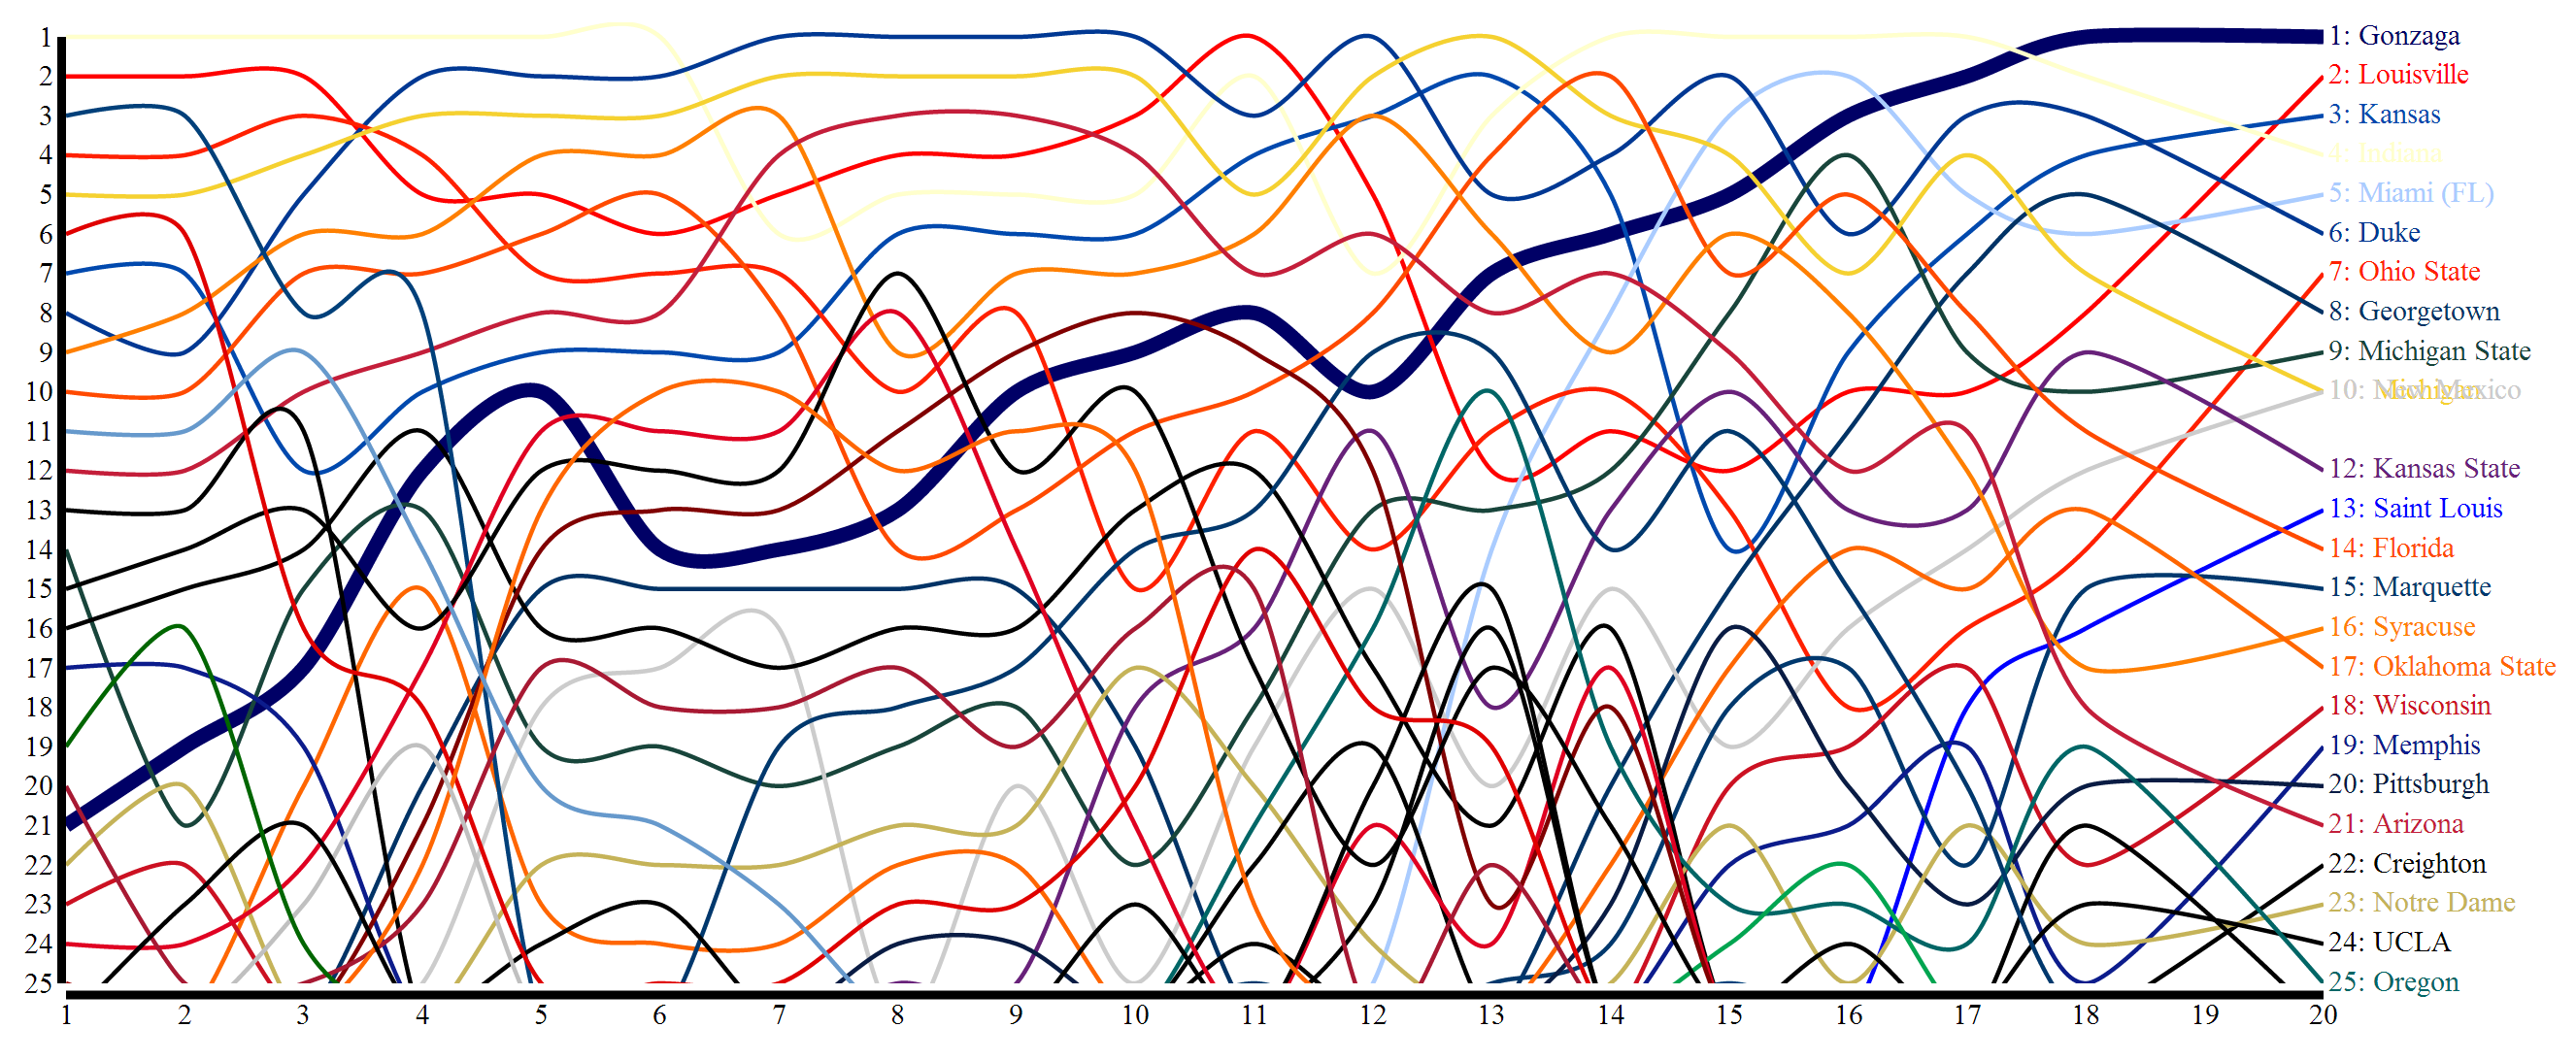 1
2
3
4
5
6
7
8
9
10
11
12
13
14
15
16
17
18
19
20
21
22
23
24
25
1 2 3 4 5 6 7 8 9 10 11 12 13 14 15 16 17 18 19 20
1: Gonzaga
2: Louisville
3: Kansas
4: Indiana
5: Miami (FL)
6: Duke
7: Ohio State
8: Georgetown
9: Michigan State
10: New Mexico
Michigan
12: Kansas State
13: Saint Louis
14: Florida
15: Marquette
16: Syracuse
17: Oklahoma State
18: Wisconsin
19: Memphis
20: Pittsburgh
21: Arizona
22: Creighton
23: Notre Dame
24: UCLA
25: Oregon